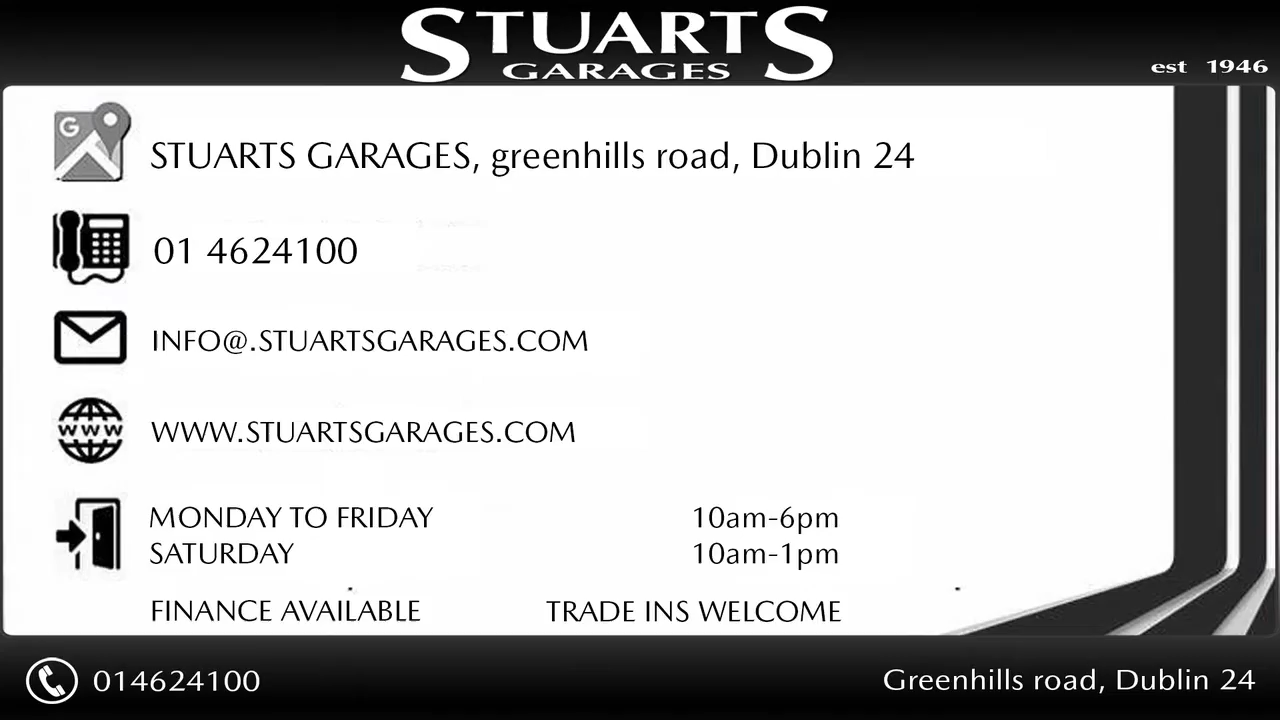 STUARTS
GARAGES
est 1946
G
STUARTS GARAGES, greenhills road, Dublin 24
01 4624100
INFO@.STUARTSGARAGES.COM
WWW
WWW.STUARTSGARAGES.COM
MONDAY TO FRIDAY 10am-6pm
SATURDAY 10am-1pm
FINANCE AVAILABLE TRADE INS WELCOME
014624100 Greenhills road, Dublin 24